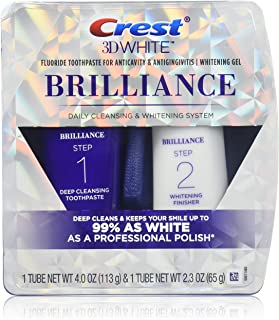 Crest
3DWHITE™
FLUORIDE TOOTHPASTE FOR ANTICAVITY & ANTIGINGIVITIS | WHITENING GEL
BRILLIANCE
DAILY CLEANSING & WHITENING SYSTEM
BRILLIANCE
STEP
1
DEEP CLEANSING
TOOTHPASTE
BRILLIANCE
STEP
2
WHITENING
FINISHER
DEEP CLEANS & KEEPS YOUR SMILE UP TO
99% AS WHITE
AS A PROFESSIONAL POLISH*
1 TUBE NET WT 4.0 OZ (113 g) & 1 TUBE NET WT 2.3 OZ (65 g)